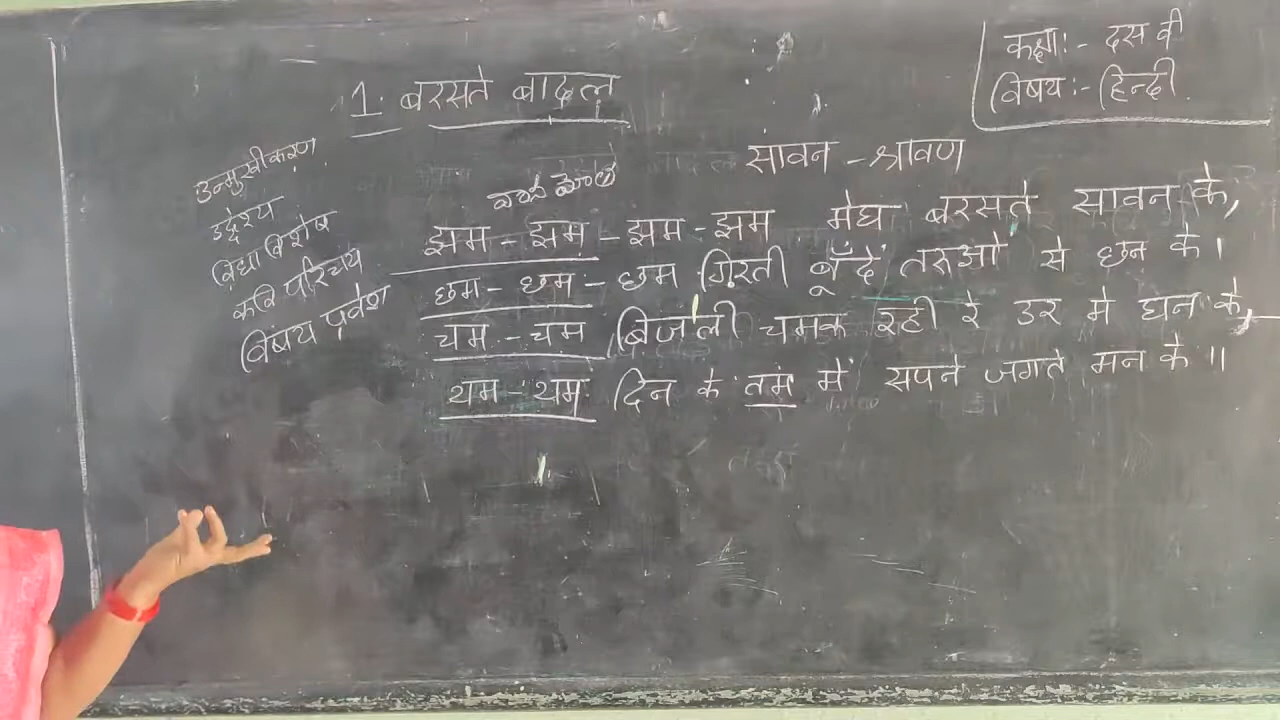 कक्षाः- दस वी
विषयः- हिन्दी.
1. बरसते बादल
सावन - श्रावण
उन्मुखीकरण
उद्देश्य
विधा विशेष
कवि परिचय
विषय प्रवेश
झम - झम - झम - झम मेघ बरसते सावन के,
छम - छम - छम गिरती बूँदें तरुओं से छन के।
चम - चम बिजली चमक रही रे उर में घन के,
थम - थम दिन के तम में सपने जगते मन के॥